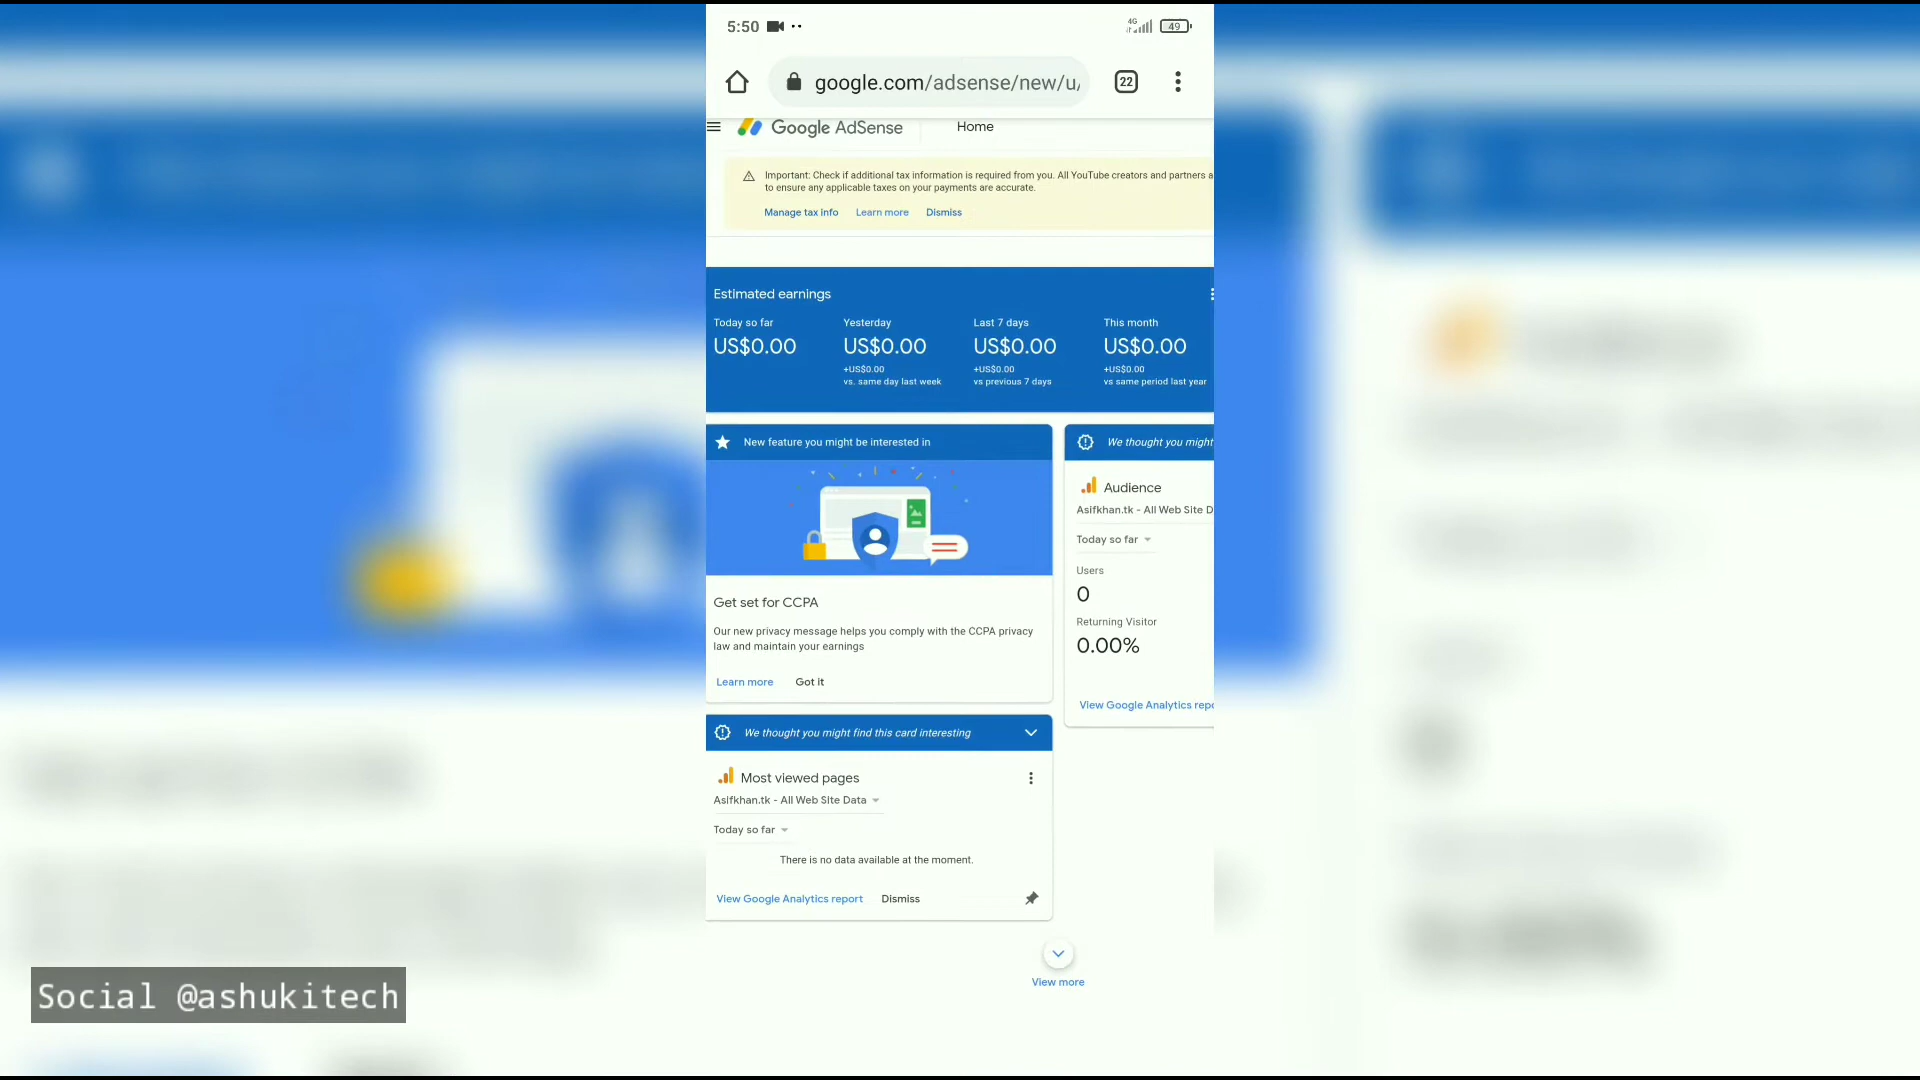 5:50
4G
49
google.com/adsense/new/u/
22
Google AdSense
Home
Important: Check if additional tax information is required from you. All YouTube creators and partners a
to ensure any applicable taxes on your payments are accurate.
Manage tax info Learn more Dismiss
Estimated earnings
Today so far Yesterday Last 7 days This month
US$0.00 US$0.00 US$0.00 US$0.00
+US$0.00 +US$0.00 +US$0.00
vs. same day last week vs previous 7 days vs same period last year
New feature you might be interested in
Get set for CCPA
Our new privacy message helps you comply with the CCPA privacy
law and maintain your earnings
Learn more Got it
We thought you might
Audience
Asifkhan.tk - All Web Site D
Today so far
Users
0
Returning Visitor
0.00%
View Google Analytics repo
We thought you might find this card interesting
Most viewed pages
Asifkhan.tk - All Web Site Data
Today so far
There is no data available at the moment.
View Google Analytics report Dismiss
View more
Social @ashukitech